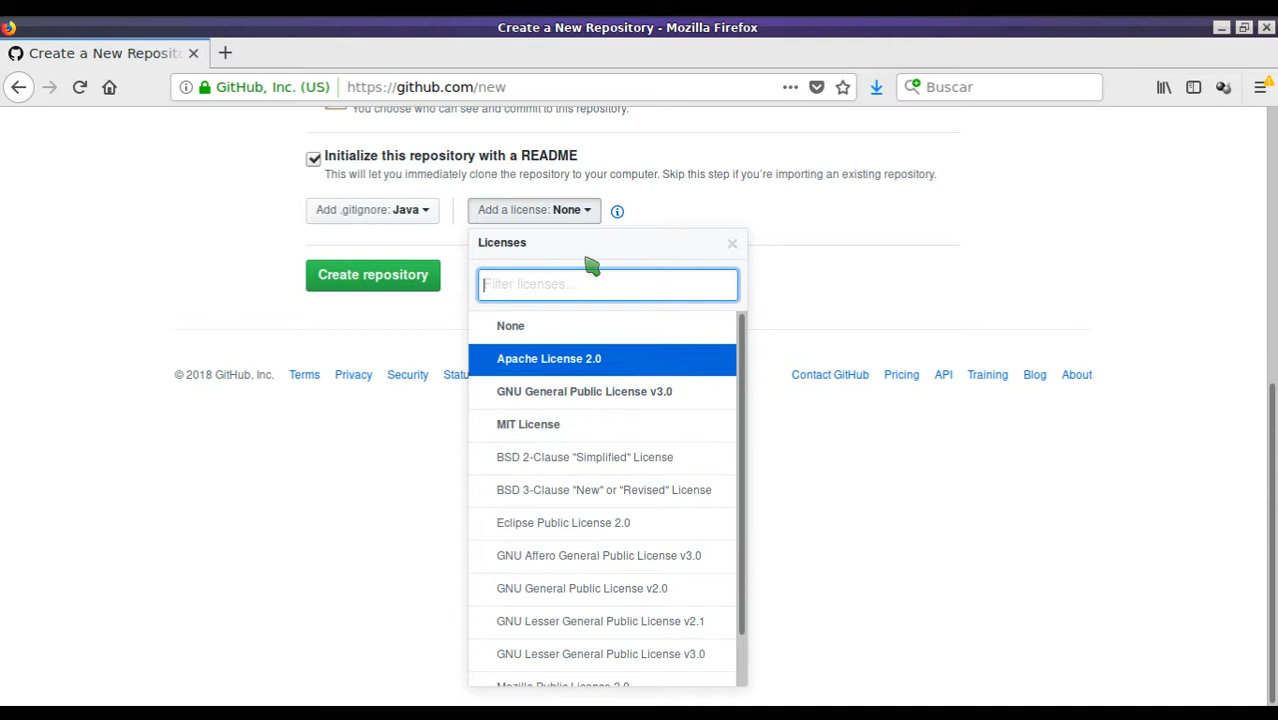 Create a New Repository - Mozilla Firefox
Create a New Reposit
GitHub, Inc. (US)
https://github.com/new
Buscar
You choose who can see and commit to this repository.
Initialize this repository with a README
This will let you immediately clone the repository to your computer. Skip this step if you're importing an existing repository.
Add .gitignore: Java
Add a license: None
Licenses
Create repository
Filter licenses...
None
Apache License 2.0
© 2018 GitHub, Inc. Terms Privacy Security Statu
Contact GitHub Pricing API Training Blog About
GNU General Public License v3.0
MIT License
BSD 2-Clause "Simplified" License
BSD 3-Clause "New" or "Revised" License
Eclipse Public License 2.0
GNU Affero General Public License v3.0
GNU General Public License v2.0
GNU Lesser General Public License v2.1
GNU Lesser General Public License v3.0
Mozilla Public License 2.0